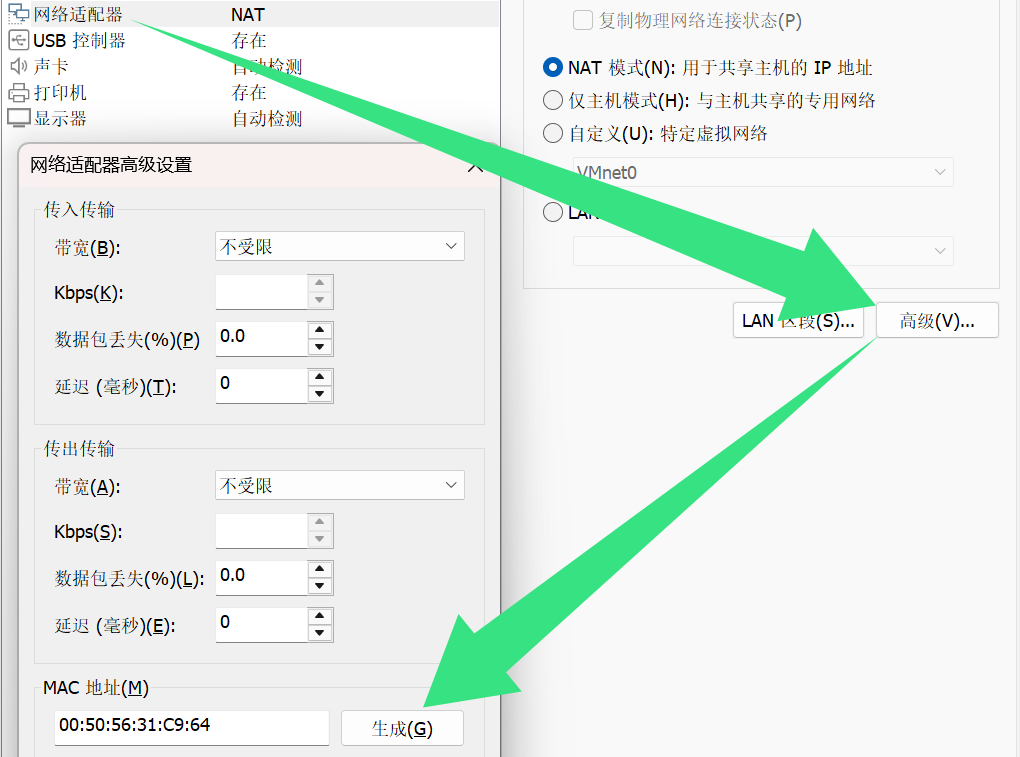 网络适配器 NAT
USB 控制器 存在
声卡 自动检测
打印机 存在
显示器 自动检测
复制物理网络连接状态(P)
NAT 模式(N): 用于共享主机的 IP 地址
仅主机模式(H): 与主机共享的专用网络
自定义(U): 特定虚拟网络
VMnet0
LAN
LAN 区段(S)...
高级(V)...
网络适配器高级设置
传入传输
带宽(B): 不受限
Kbps(K):
数据包丢失(%)(P) 0.0
延迟 (毫秒)(T): 0
传出传输
带宽(A): 不受限
Kbps(S):
数据包丢失(%)(L): 0.0
延迟 (毫秒)(E): 0
MAC 地址(M)
00:50:56:31:C9:64 生成(G)